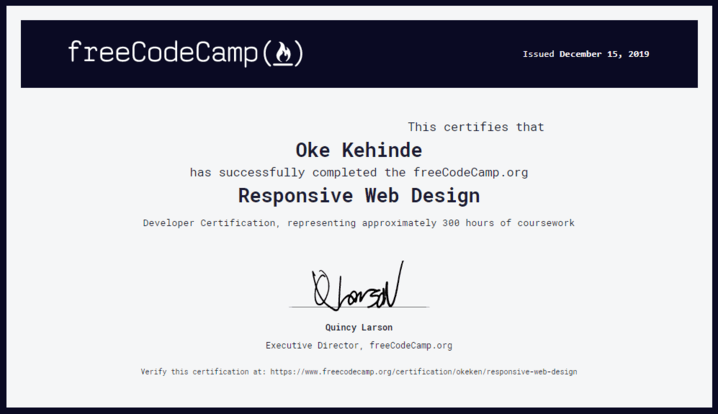 freeCodeCamp(🔥)
Issued December 15, 2019
This certifies that
Oke Kehinde
has successfully completed the freeCodeCamp.org
Responsive Web Design
Developer Certification, representing approximately 300 hours of coursework
QLarson
Quincy Larson
Executive Director, freeCodeCamp.org
Verify this certification at: https://www.freecodecamp.org/certification/okeken/responsive-web-design